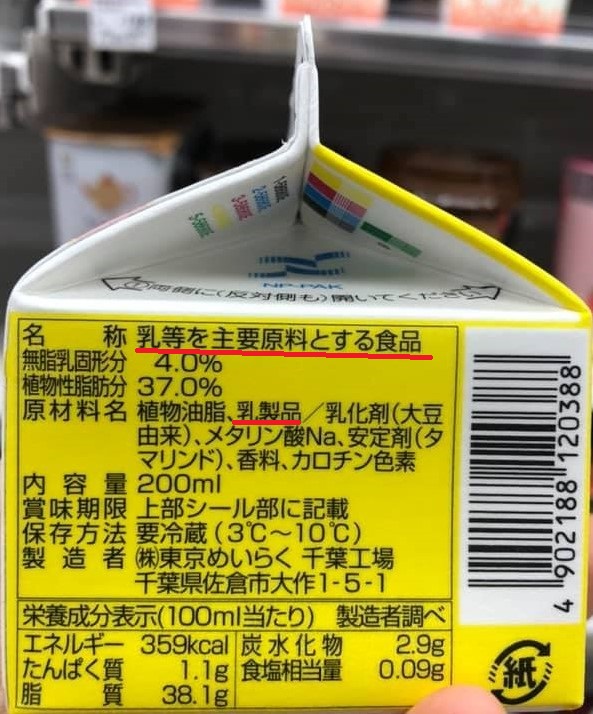 NP-PAK
①両側に(反対側も)開いてください
名称 乳等を主要原料とする食品
無脂乳固形分 4.0%
植物性脂肪分 37.0%
原材料名 植物油脂、乳製品/乳化剤(大豆
由来)、メタリン酸Na、安定剤(タ
マリンド)、香料、カロチン色素
内容量 200ml
賞味期限 上部シール部に記載
保存方法 要冷蔵(3℃〜10℃)
製造者 ㈱東京めいらく 千葉工場
千葉県佐倉市大作1-5-1
栄養成分表示(100ml当たり) 製造者調べ
エネルギー 359kcal 炭水化物 2.9g
たんぱく質 1.1g 食塩相当量 0.09g
脂質 38.1g
4 902188 120388
紙